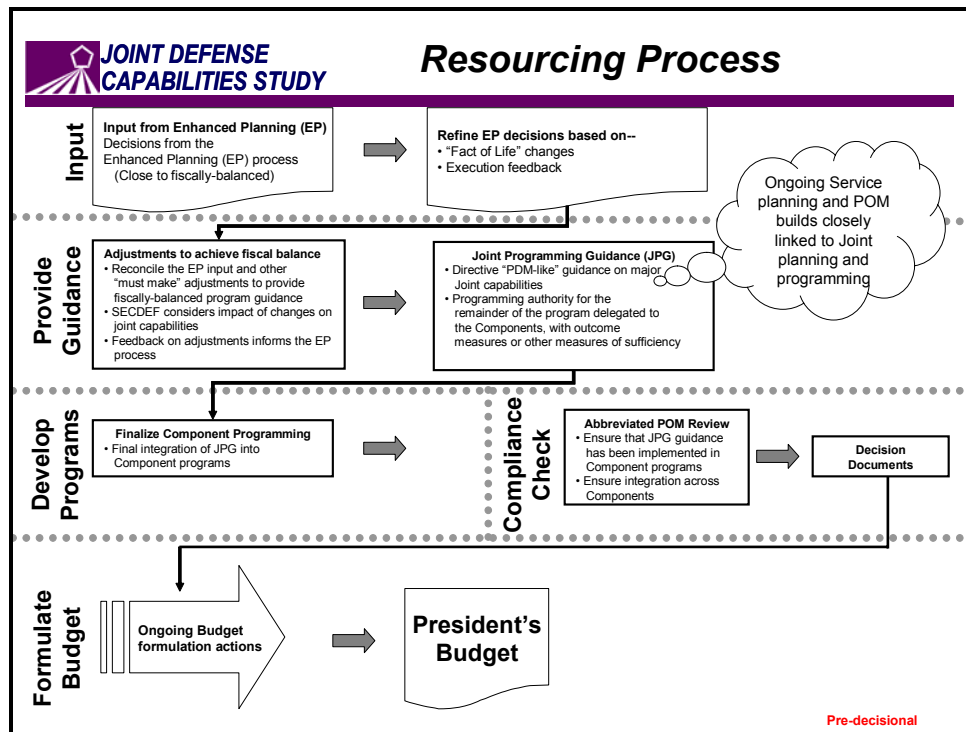 JOINT DEFENSE
CAPABILITIES STUDY
Resourcing Process
Input
Input from Enhanced Planning (EP)
Decisions from the
Enhanced Planning (EP) process
(Close to fiscally-balanced)
Refine EP decisions based on--
• “Fact of Life” changes
• Execution feedback
Ongoing Service
planning and POM
builds closely
linked to Joint
planning and
programming
Provide
Guidance
Adjustments to achieve fiscal balance
• Reconcile the EP input and other
“must make” adjustments to provide
fiscally-balanced program guidance
• SECDEF considers impact of changes on
joint capabilities
• Feedback on adjustments informs the EP
process
Joint Programming Guidance (JPG)
• Directive “PDM-like” guidance on major
Joint capabilities
• Programming authority for the
remainder of the program delegated to
the Components, with outcome
measures or other measures of sufficiency
Develop
Programs
Finalize Component Programming
• Final integration of JPG into
Component programs
Compliance
Check
Abbreviated POM Review
• Ensure that JPG guidance
has been implemented in
Component programs
• Ensure integration across
Components
Decision
Documents
Formulate
Budget
Ongoing Budget
formulation actions
President’s
Budget
Pre-decisional